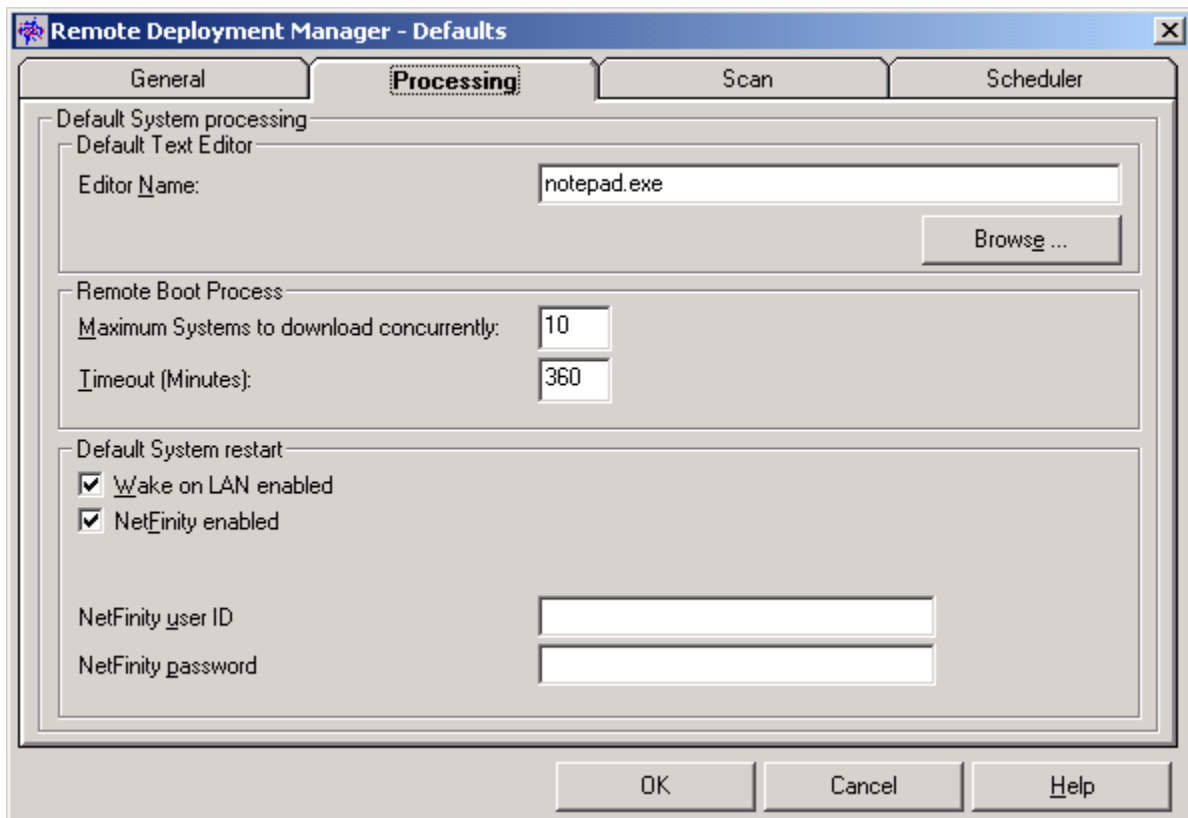 Remote Deployment Manager - Defaults
General Processing Scan Scheduler
Default System processing
Default Text Editor
Editor Name: notepad.exe
Browse ...
Remote Boot Process
Maximum Systems to download concurrently: 10
Timeout (Minutes): 360
Default System restart
Wake on LAN enabled
NetFinity enabled
NetFinity user ID
NetFinity password
OK Cancel Help